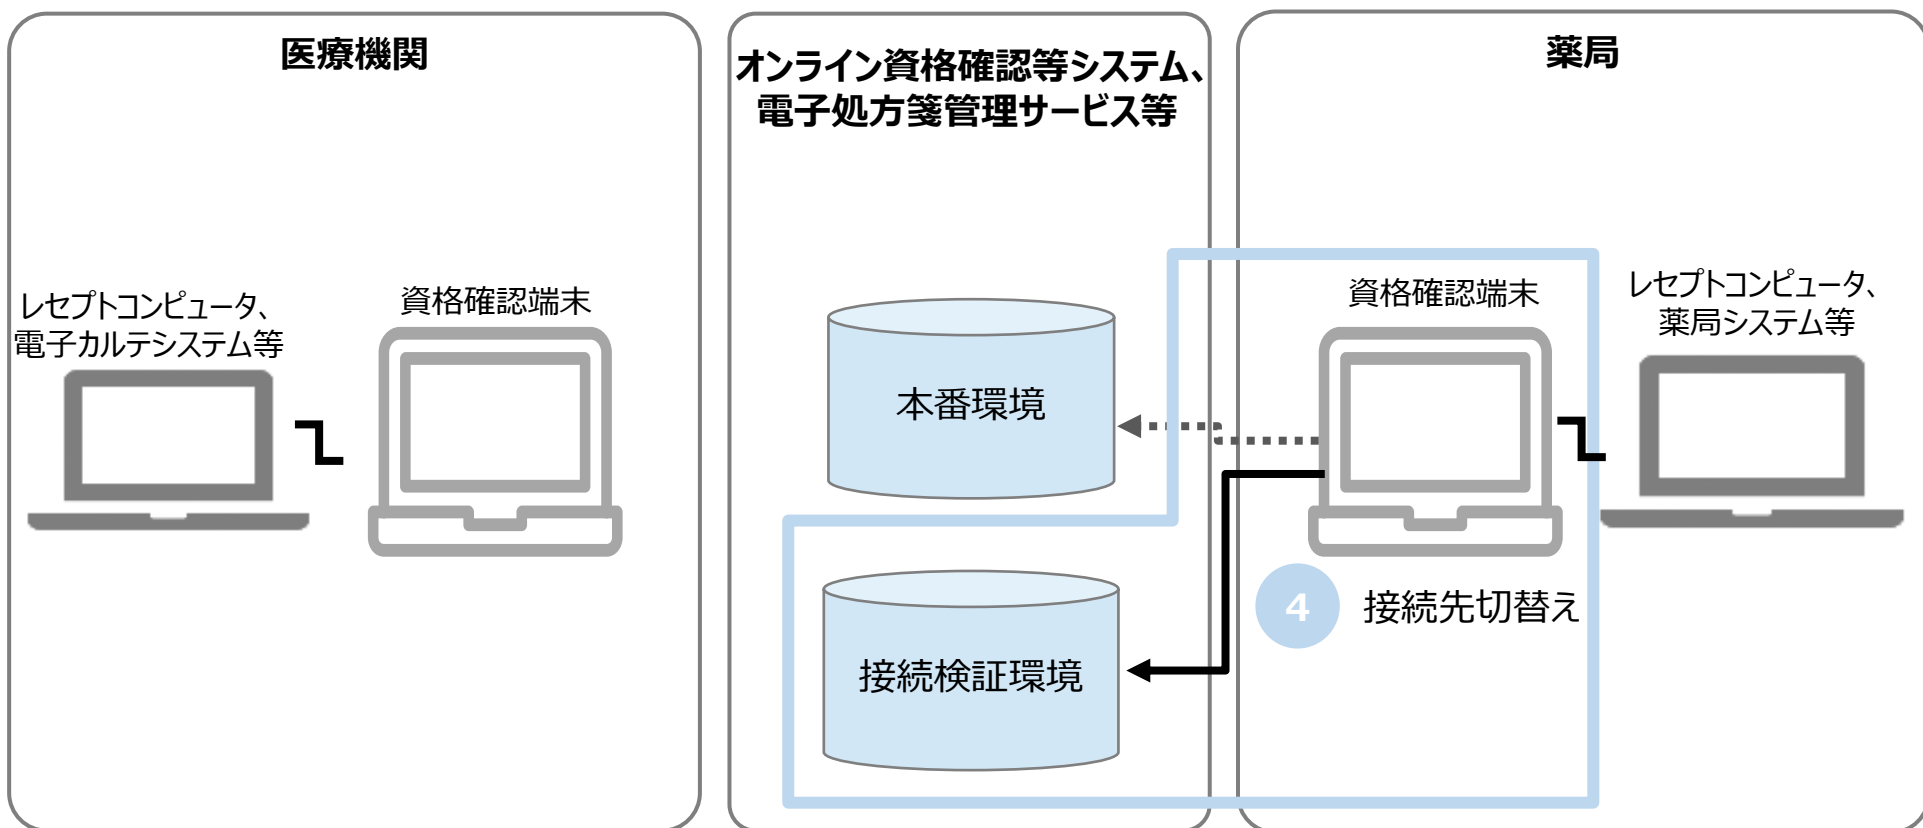 医療機関
レセプトコンピュータ、
電子カルテシステム等
資格確認端末
オンライン資格確認等システム、
電子処方箋管理サービス等
本番環境
接続検証環境
薬局
資格確認端末
レセプトコンピュータ、
薬局システム等
4 接続先切替え